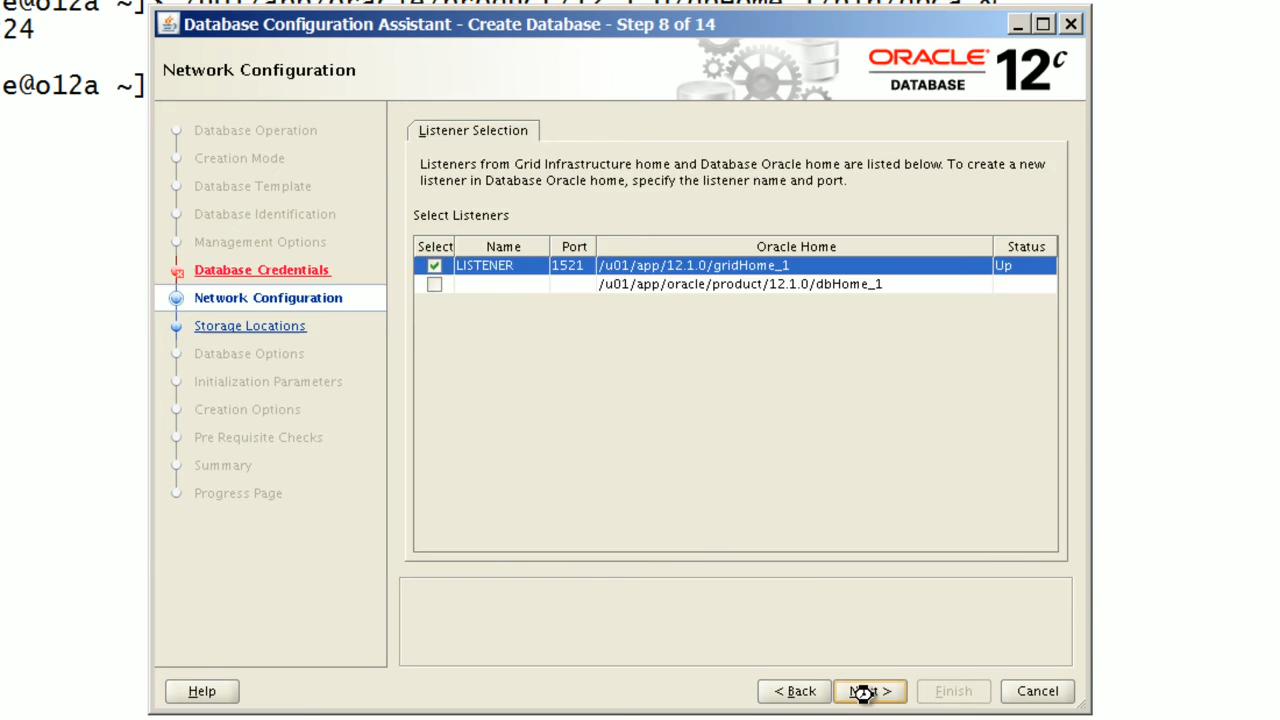 e@o12a ~]
24
e@o12a ~]
Database Configuration Assistant - Create Database - Step 8 of 14
Network Configuration
ORACLE
DATABASE
12c
Database Operation
Creation Mode
Database Template
Database Identification
Management Options
Database Credentials
Network Configuration
Storage Locations
Database Options
Initialization Parameters
Creation Options
Pre Requisite Checks
Summary
Progress Page
Listener Selection
Listeners from Grid Infrastructure home and Database Oracle home are listed below. To create a new
listener in Database Oracle home, specify the listener name and port.
Select Listeners
Select Name Port Oracle Home Status
LISTENER 1521 /u01/app/12.1.0/gridHome_1 Up
/u01/app/oracle/product/12.1.0/dbHome_1
Help
< Back
Next >
Finish
Cancel